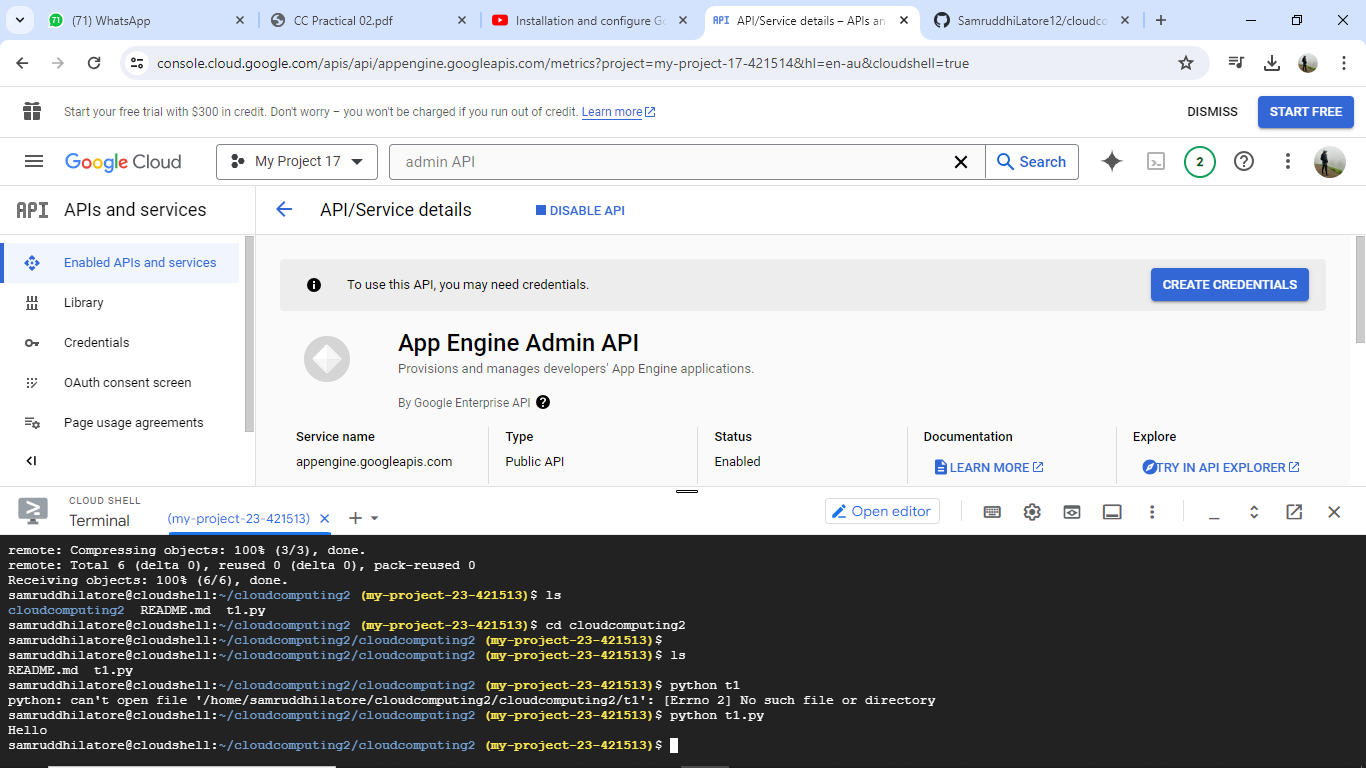 (71) WhatsApp
CC Practical 02.pdf
Installation and configure Go
API/Service details – APIs an
SamruddhiLatore12/cloudco
console.cloud.google.com/apis/api/appengine.googleapis.com/metrics?project=my-project-17-421514&hl=en-au&cloudshell=true
Start your free trial with $300 in credit. Don't worry – you won't be charged if you run out of credit. Learn more
DISMISS
START FREE
Google Cloud
My Project 17
admin API
Search
2
API APIs and services
API/Service details
DISABLE API
Enabled APIs and services
Library
Credentials
OAuth consent screen
Page usage agreements
To use this API, you may need credentials.
CREATE CREDENTIALS
App Engine Admin API
Provisions and manages developers' App Engine applications.
By Google Enterprise API
Service name
appengine.googleapis.com
Type
Public API
Status
Enabled
Documentation
LEARN MORE
Explore
TRY IN API EXPLORER
CLOUD SHELL
Terminal
(my-project-23-421513)
Open editor
remote: Compressing objects: 100% (3/3), done.
remote: Total 6 (delta 0), reused 0 (delta 0), pack-reused 0
Receiving objects: 100% (6/6), done.
samruddhilatore@cloudshell:~/cloudcomputing2 (my-project-23-421513)$ ls
cloudcomputing2  README.md  t1.py
samruddhilatore@cloudshell:~/cloudcomputing2 (my-project-23-421513)$ cd cloudcomputing2
samruddhilatore@cloudshell:~/cloudcomputing2/cloudcomputing2 (my-project-23-421513)$
samruddhilatore@cloudshell:~/cloudcomputing2/cloudcomputing2 (my-project-23-421513)$ ls
README.md  t1.py
samruddhilatore@cloudshell:~/cloudcomputing2/cloudcomputing2 (my-project-23-421513)$ python t1
python: can't open file '/home/samruddhilatore/cloudcomputing2/cloudcomputing2/t1': [Errno 2] No such file or directory
samruddhilatore@cloudshell:~/cloudcomputing2/cloudcomputing2 (my-project-23-421513)$ python t1.py
Hello
samruddhilatore@cloudshell:~/cloudcomputing2/cloudcomputing2 (my-project-23-421513)$